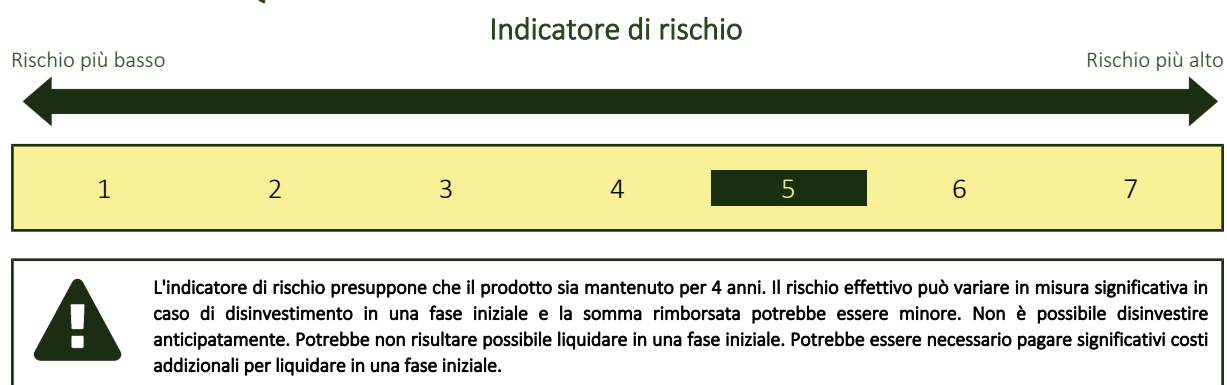 Indicatore di rischio
Rischio più basso
Rischio più alto
1 2 3 4 5 6 7
L'indicatore di rischio presuppone che il prodotto sia mantenuto per 4 anni. Il rischio effettivo può variare in misura significativa in
caso di disinvestimento in una fase iniziale e la somma rimborsata potrebbe essere minore. Non è possibile disinvestire
anticipatamente. Potrebbe non risultare possibile liquidare in una fase iniziale. Potrebbe essere necessario pagare significativi costi
addizionali per liquidare in una fase iniziale.